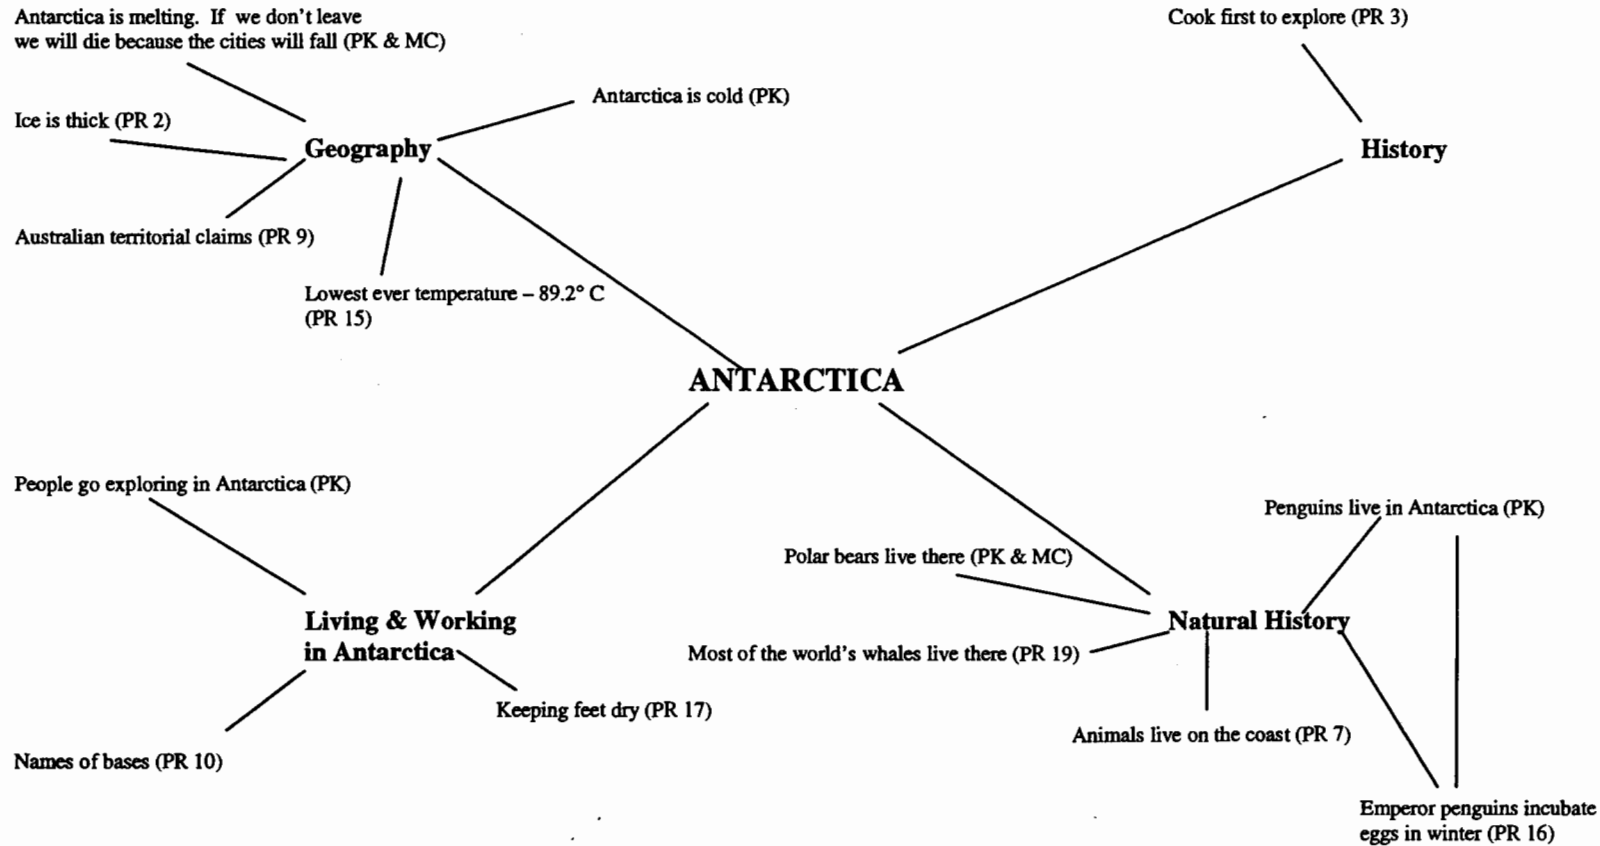 Antarctica is melting.  If we don't leave
we will die because the cities will fall (PK & MC)
Cook first to explore (PR 3)
Antarctica is cold (PK)
Ice is thick (PR 2)
Geography
History
Australian territorial claims (PR 9)
Lowest ever temperature – 89.2° C
(PR 15)
ANTARCTICA
People go exploring in Antarctica (PK)
Penguins live in Antarctica (PK)
Polar bears live there (PK & MC)
Living & Working
in Antarctica
Natural History
Most of the world's whales live there (PR 19)
Keeping feet dry (PR 17)
Animals live on the coast (PR 7)
Names of bases (PR 10)
Emperor penguins incubate
eggs in winter (PR 16)